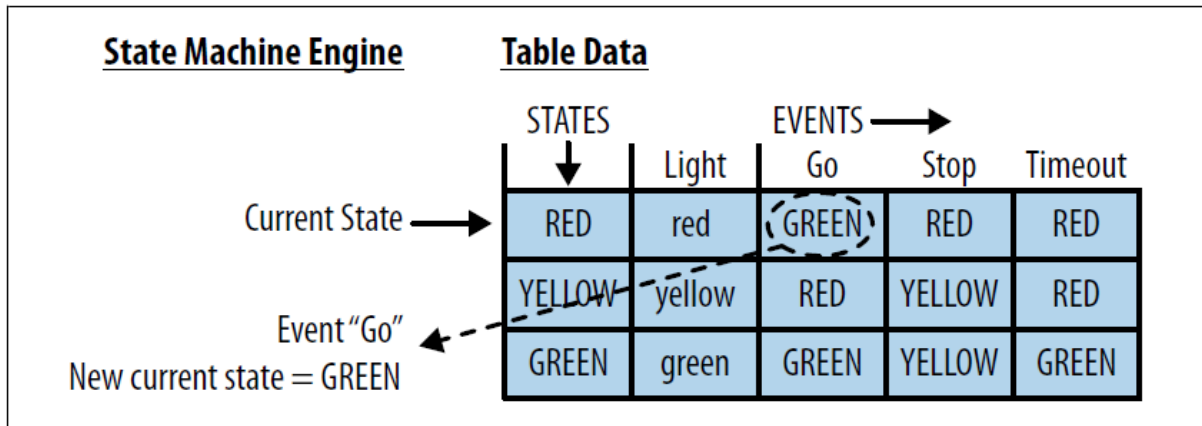 State Machine Engine Table Data
STATES EVENTS
Light Go Stop Timeout
Current State RED red GREEN RED RED
YELLOW yellow RED YELLOW RED
Event "Go"
New current state = GREEN
GREEN green GREEN YELLOW GREEN